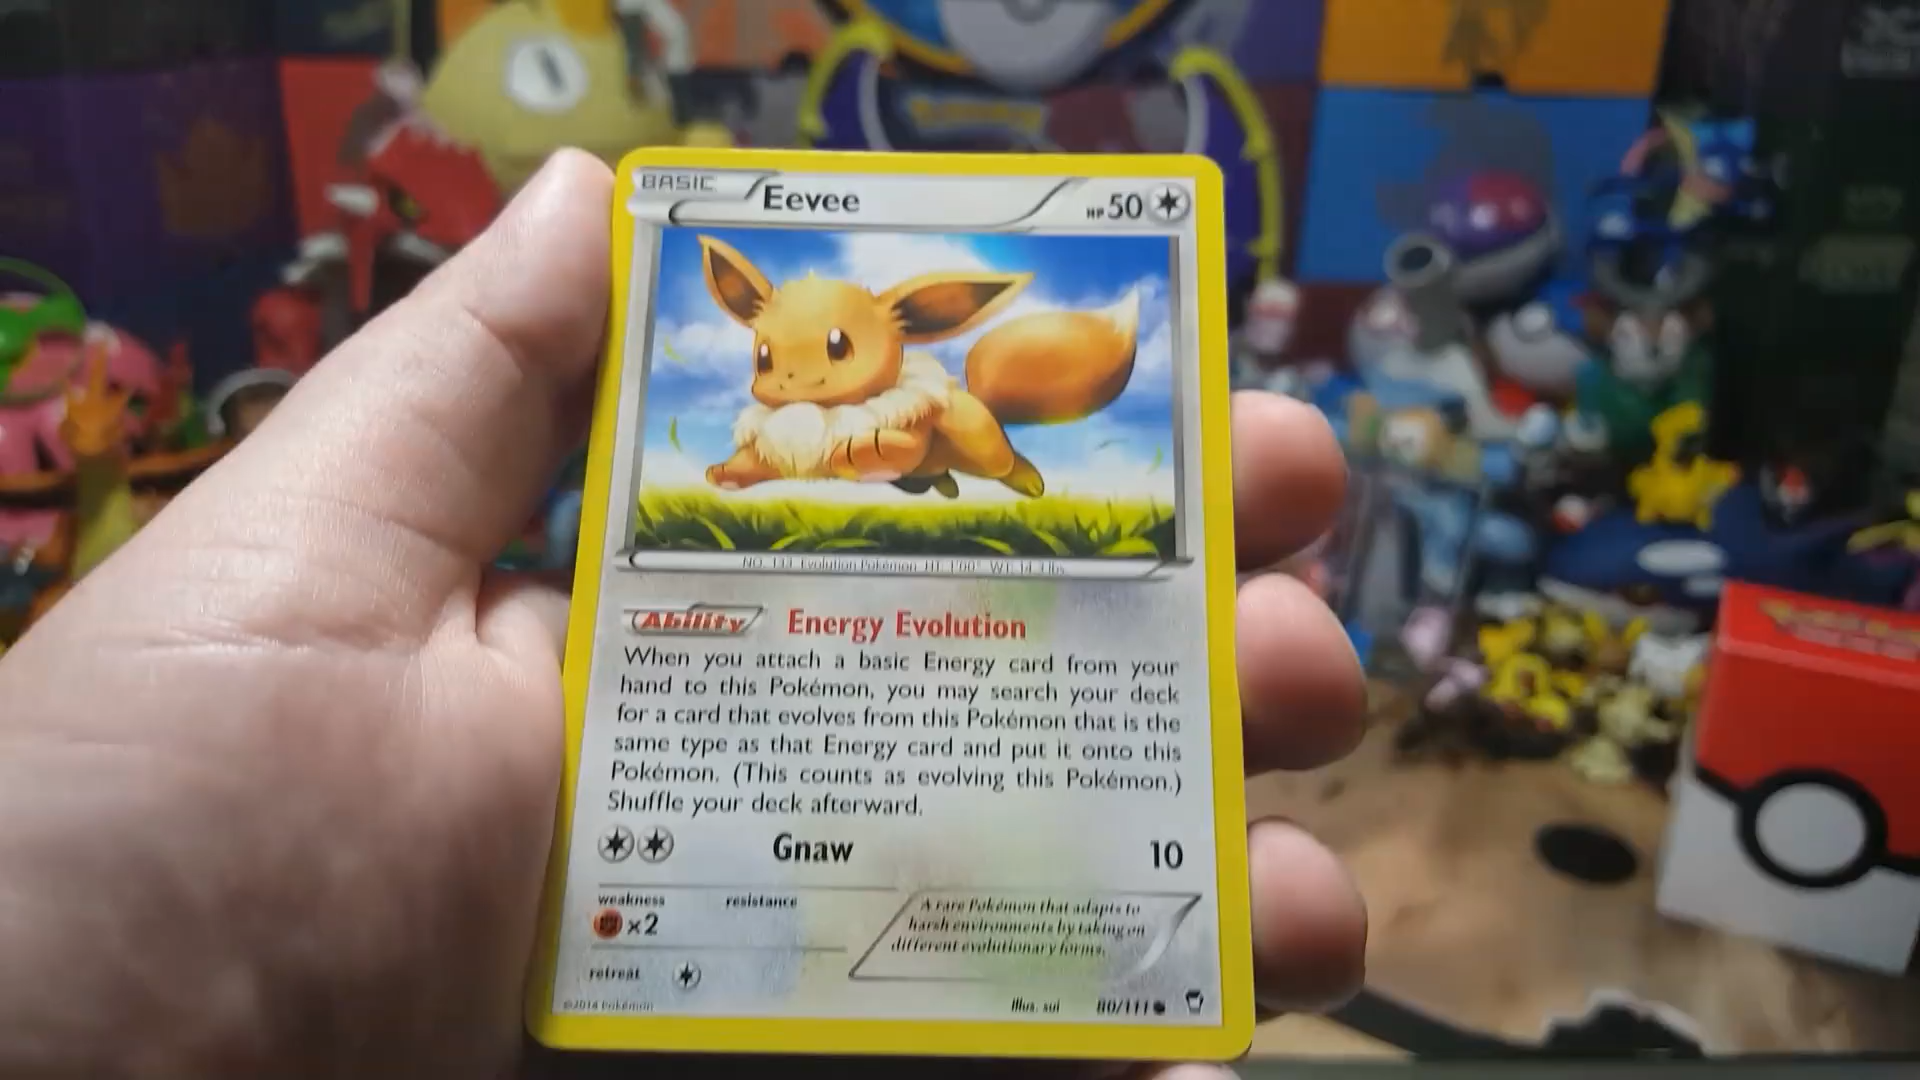 BASIC
Eevee
HP50
NO. 133 Evolution Pokémon HT. 1'00" WT. 14.3 lbs.
Ability
Energy Evolution
When you attach a basic Energy card from your
hand to this Pokémon, you may search your deck
for a card that evolves from this Pokémon that is the
same type as that Energy card and put it onto this
Pokémon. (This counts as evolving this Pokémon.)
Shuffle your deck afterward.
Gnaw 10
weakness resistance
×2
A rare Pokémon that adapts to
harsh environments by taking on
different evolutionary forms.
retreat
©2014 Pokémon
Illus. sui 80/111